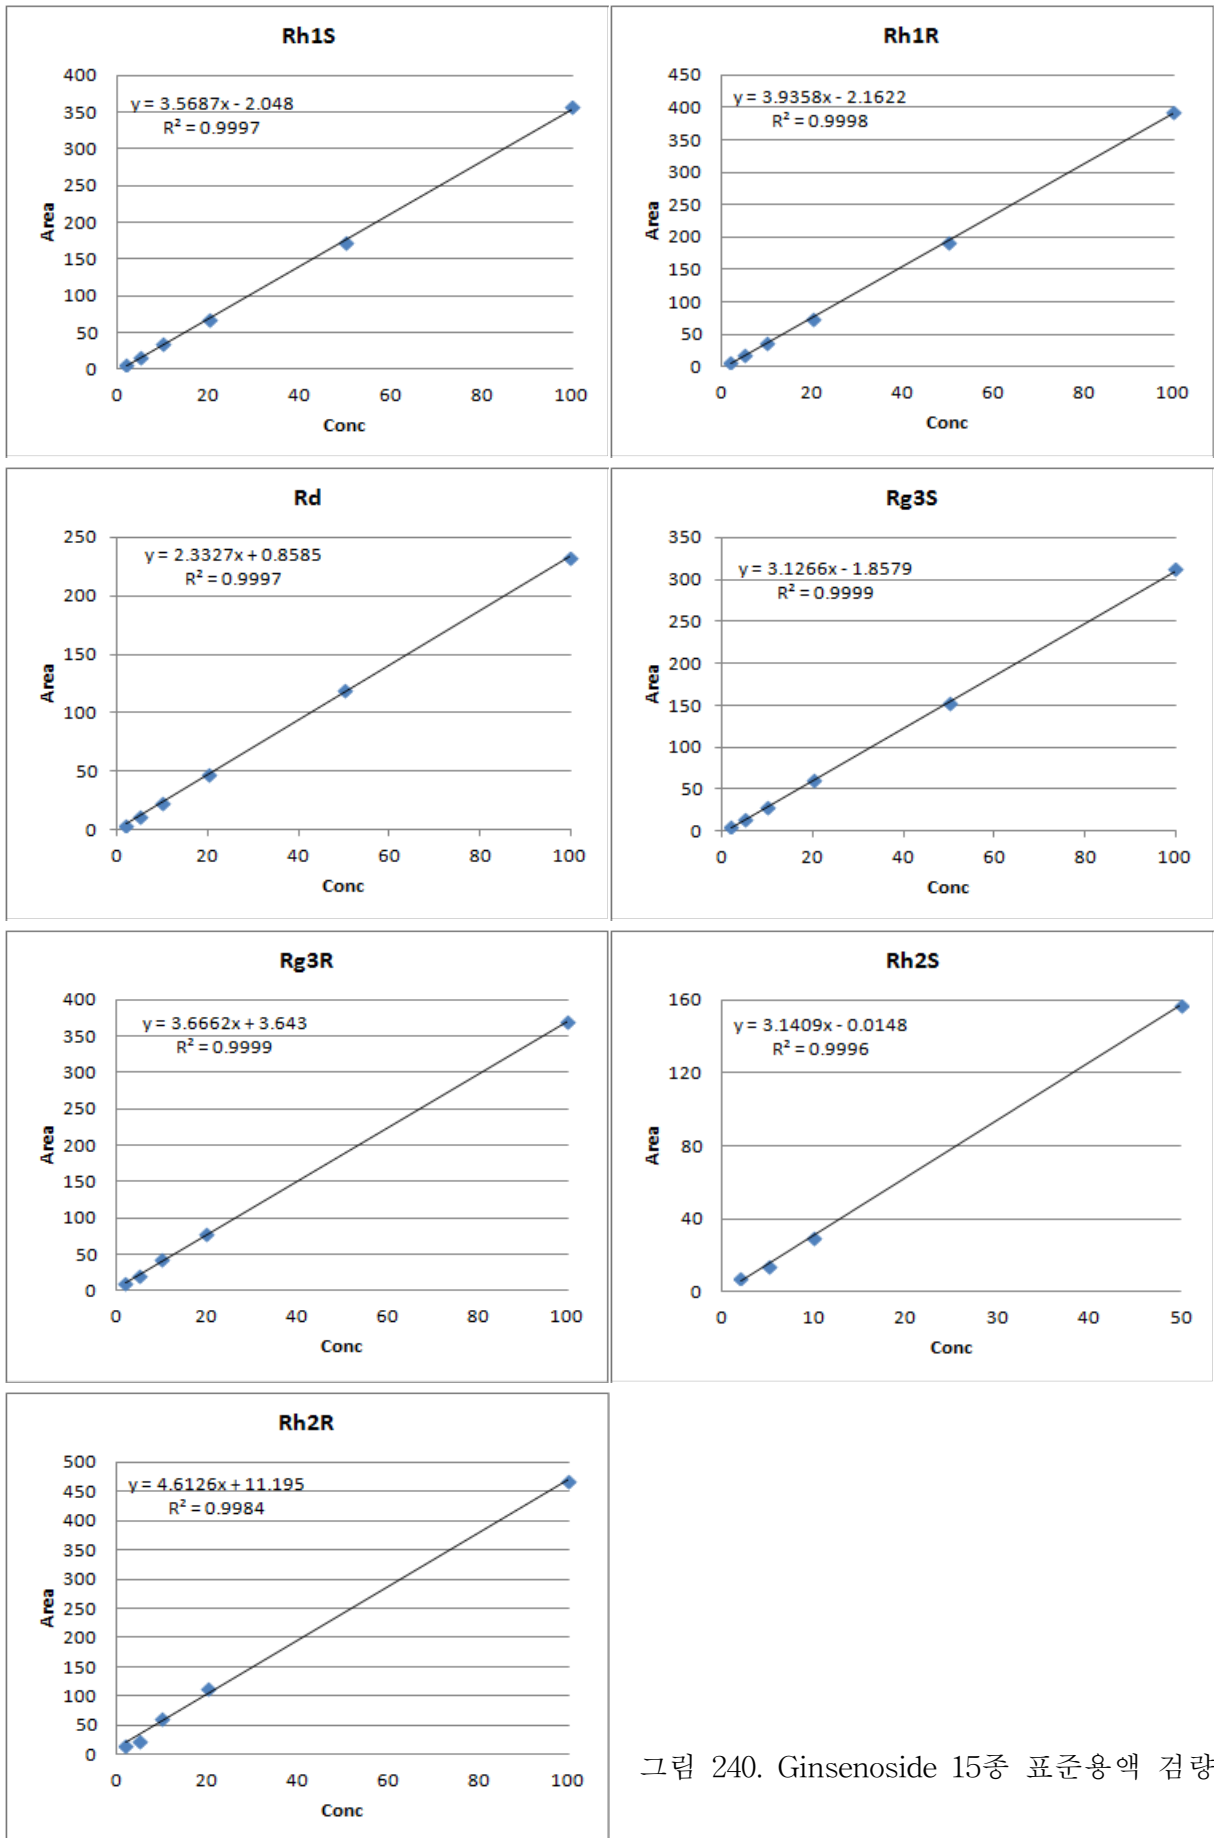 Rh1S
y = 3.5687x - 2.048
R² = 0.9997
400
350
300
250
200
150
100
50
0
Area
0 20 40 60 80 100
Conc
Rh1R
y = 3.9358x - 2.1622
R² = 0.9998
450
400
350
300
250
200
150
100
50
0
Area
0 20 40 60 80 100
Conc
Rd
y = 2.3327x + 0.8585
R² = 0.9997
250
200
150
100
50
0
Area
0 20 40 60 80 100
Conc
Rg3S
y = 3.1266x - 1.8579
R² = 0.9999
350
300
250
200
150
100
50
0
Area
0 20 40 60 80 100
Conc
Rg3R
y = 3.6662x + 3.643
R² = 0.9999
400
350
300
250
200
150
100
50
0
Area
0 20 40 60 80 100
Conc
Rh2S
y = 3.1409x - 0.0148
R² = 0.9996
160
120
80
40
0
Area
0 10 20 30 40 50
Conc
Rh2R
y = 4.6126x + 11.195
R² = 0.9984
500
450
400
350
300
250
200
150
100
50
0
Area
0 20 40 60 80 100
Conc
그림 240. Ginsenoside 15종 표준용액 검량